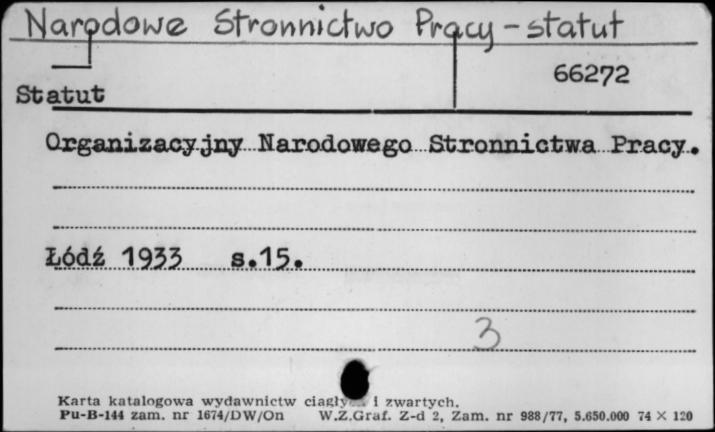 Narodowe Stronnictwo Pracy - statut
66272
Statut
Organizacyjny Narodowego Stronnictwa Pracy.
Łódź 1933 s.15.
3
Karta katalogowa wydawnictw i zwartych.
Pu-B-144 zam. nr 1674/DW/On W.Z.Graf. Z-d 2, Zam. nr 988/77, 5.650.000 74 X 120